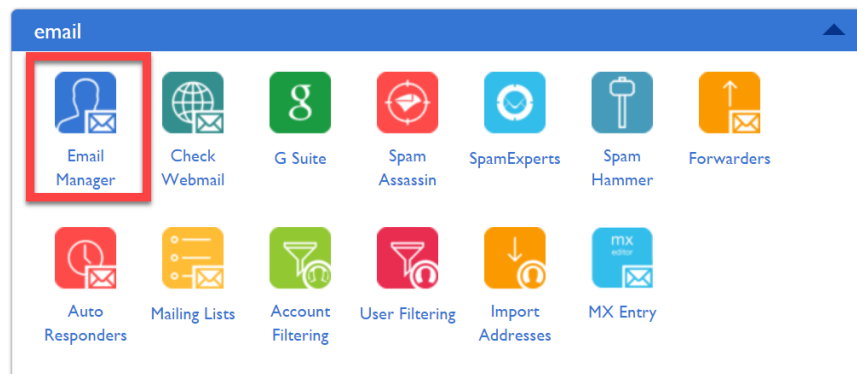 email
Email Manager
Check Webmail
g
G Suite
Spam Assassin
SpamExperts
Spam Hammer
Forwarders
Auto Responders
Mailing Lists
Account Filtering
User Filtering
Import Addresses
mx
editor
MX Entry